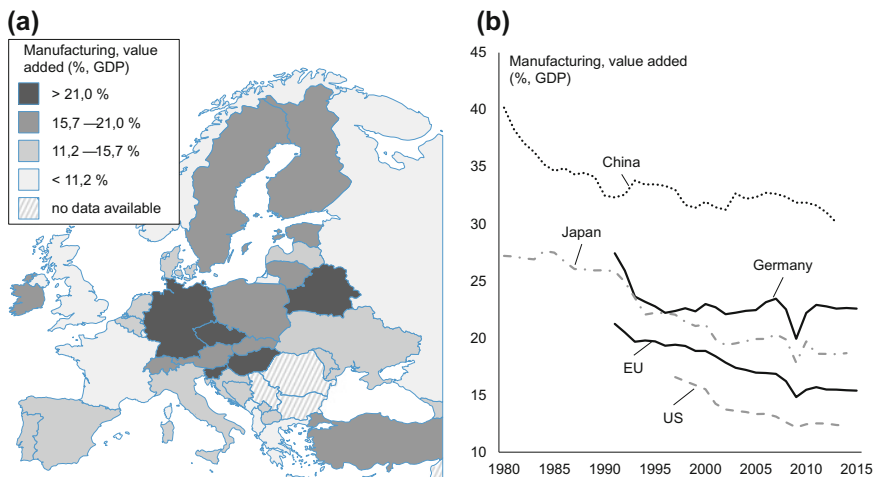 (a)
Manufacturing, value
added (%, GDP)
> 21,0 %
15,7 —21,0 %
11,2 —15,7 %
< 11,2 %
no data available
(b)
Manufacturing, value added
(%, GDP)
45
40
35
30
25
20
15
10
China
Japan
Germany
EU
US
1980 1985 1990 1995 2000 2005 2010 2015